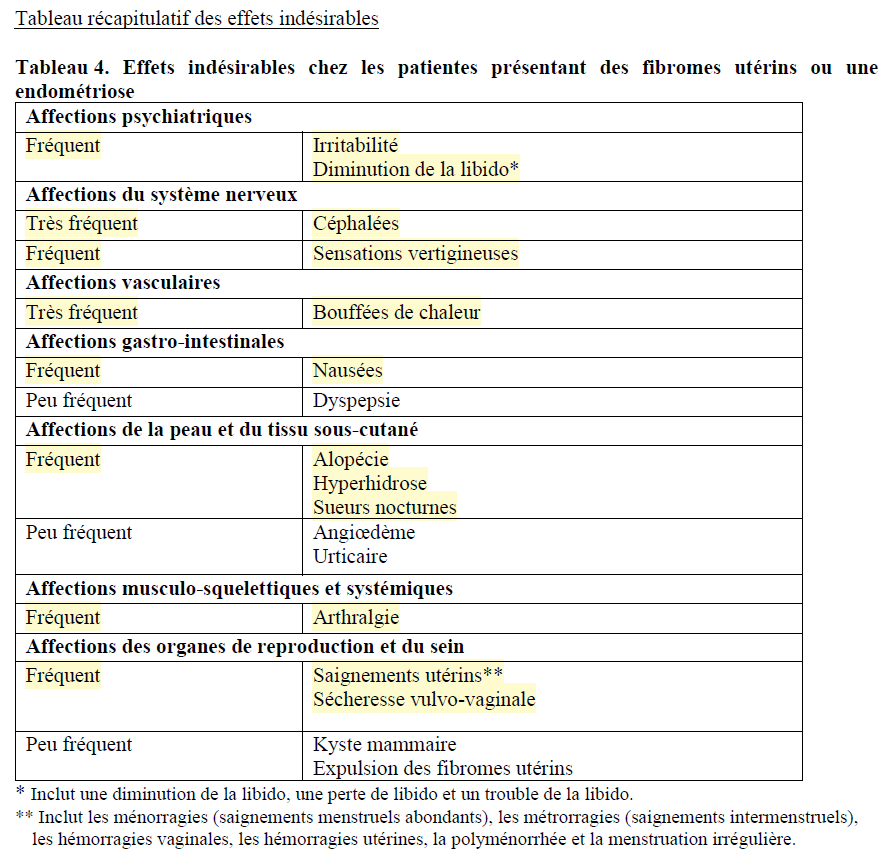 Tableau récapitulatif des effets indésirables
Tableau 4. Effets indésirables chez les patientes présentant des fibromes utérins ou une
endométriose
Affections psychiatriques
Fréquent Irritabilité
Diminution de la libido*
Affections du système nerveux
Très fréquent Céphalées
Fréquent Sensations vertigineuses
Affections vasculaires
Très fréquent Bouffées de chaleur
Affections gastro-intestinales
Fréquent Nausées
Peu fréquent Dyspepsie
Affections de la peau et du tissu sous-cutané
Fréquent Alopécie
Hyperhidrose
Sueurs nocturnes
Peu fréquent Angiœdème
Urticaire
Affections musculo-squelettiques et systémiques
Fréquent Arthralgie
Affections des organes de reproduction et du sein
Fréquent Saignements utérins**
Sécheresse vulvo-vaginale
Peu fréquent Kyste mammaire
Expulsion des fibromes utérins
* Inclut une diminution de la libido, une perte de libido et un trouble de la libido.
** Inclut les ménorragies (saignements menstruels abondants), les métrorragies (saignements intermenstruels),
les hémorragies vaginales, les hémorragies utérines, la polyménorrhée et la menstruation irrégulière.